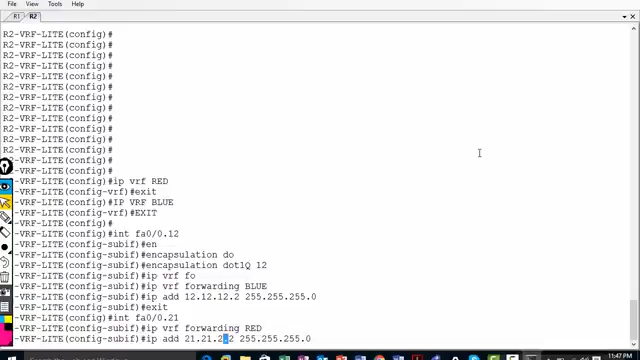 File View Tools Help
R1 R2
R2-VRF-LITE(config)#
R2-VRF-LITE(config)#
R2-VRF-LITE(config)#
R2-VRF-LITE(config)#
R2-VRF-LITE(config)#
R2-VRF-LITE(config)#
R2-VRF-LITE(config)#
R2-VRF-LITE(config)#
R2-VRF-LITE(config)#
R2-VRF-LITE(config)#
R2-VRF-LITE(config)#
R2-VRF-LITE(config)#
R2-VRF-LITE(config)#
-VRF-LITE(config)#
-VRF-LITE(config)#ip vrf RED
-VRF-LITE(config-vrf)#exit
-VRF-LITE(config)#IP VRF BLUE
-VRF-LITE(config-vrf)#EXIT
-VRF-LITE(config)#
-VRF-LITE(config)#int fa0/0.12
-VRF-LITE(config-subif)#en
-VRF-LITE(config-subif)#encapsulation do
-VRF-LITE(config-subif)#encapsulation dot1Q 12
-VRF-LITE(config-subif)#ip vrf fo
-VRF-LITE(config-subif)#ip vrf forwarding BLUE
-VRF-LITE(config-subif)#ip add 12.12.12.2 255.255.255.0
-VRF-LITE(config-subif)#exit
-VRF-LITE(config)#int fa0/0.21
-VRF-LITE(config-subif)#ip vrf forwarding RED
-VRF-LITE(config-subif)#ip add 21.21.2.2 255.255.255.0
11:47 PM